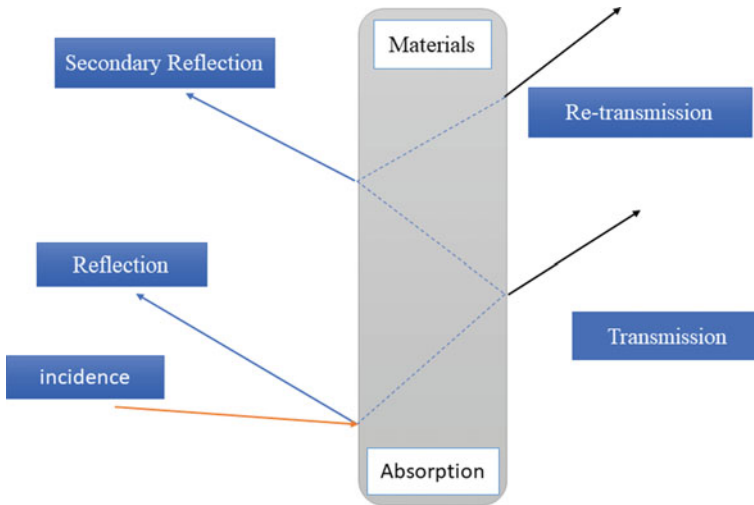 Materials
Secondary Reflection
Re-transmission
Reflection
Transmission
incidence
Absorption